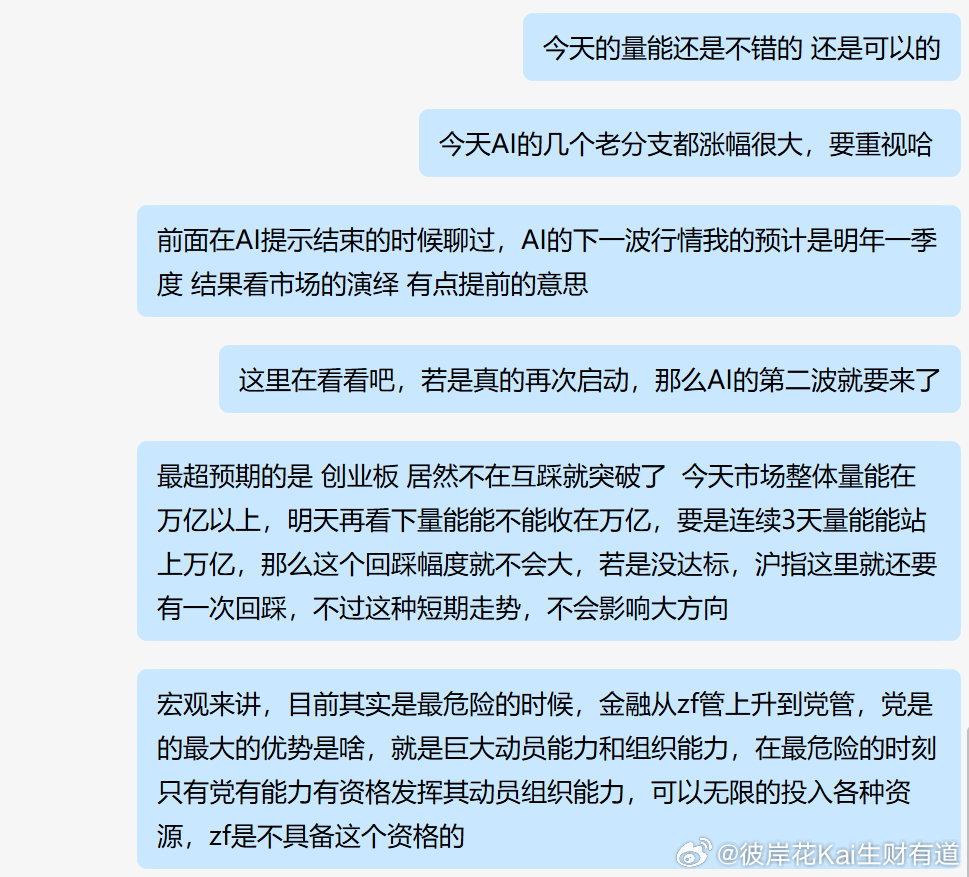 今天的量能还是不错的 还是可以的
今天AI的几个老分支都涨幅很大，要重视哈
前面在AI提示结束的时候聊过，AI的下一波行情我的预计是明年一季
度 结果看市场的演绎 有点提前的意思
这里在看看吧，若是真的再次启动，那么AI的第二波就要来了
最超预期的是 创业板 居然不在互踩就突破了  今天市场整体量能在
万亿以上，明天再看下量能能不能收在万亿，要是连续3天量能能站
上万亿，那么这个回踩幅度就不会大，若是没达标，沪指这里就还要
有一次回踩，不过这种短期走势，不会影响大方向
宏观来讲，目前其实是最危险的时候，金融从zf管上升到党管，党是
的最大的优势是啥，就是巨大动员能力和组织能力，在最危险的时刻
只有党有能力有资格发挥其动员组织能力，可以无限的投入各种资
源，zf是不具备这个资格的
@彼岸花Kai生财有道